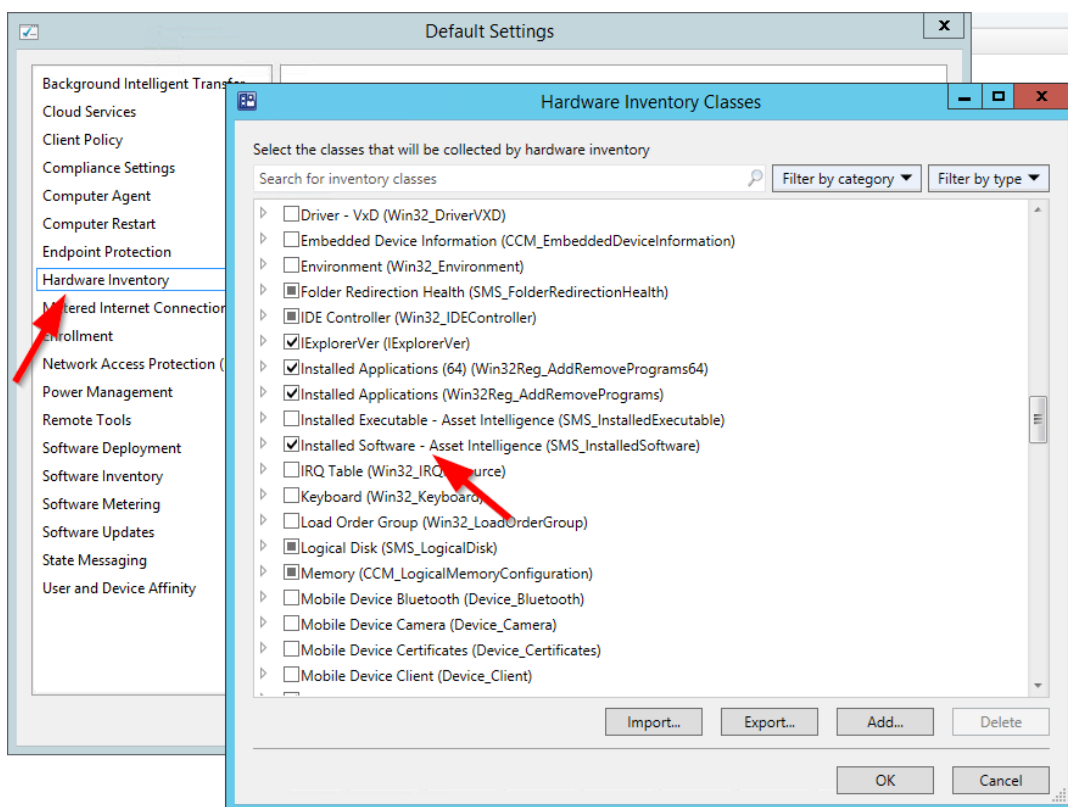 Default Settings
x
Background Intelligent Transfer
Cloud Services
Client Policy
Compliance Settings
Computer Agent
Computer Restart
Endpoint Protection
Hardware Inventory
Metered Internet Connection
Enrollment
Network Access Protection (
Power Management
Remote Tools
Software Deployment
Software Inventory
Software Metering
Software Updates
State Messaging
User and Device Affinity
Hardware Inventory Classes
x
Select the classes that will be collected by hardware inventory
Search for inventory classes
Filter by category
Filter by type
Driver - VxD (Win32_DriverVXD)
Embedded Device Information (CCM_EmbeddedDeviceInformation)
Environment (Win32_Environment)
Folder Redirection Health (SMS_FolderRedirectionHealth)
IDE Controller (Win32_IDEController)
IExplorerVer (IExplorerVer)
Installed Applications (64) (Win32Reg_AddRemovePrograms64)
Installed Applications (Win32Reg_AddRemovePrograms)
Installed Executable - Asset Intelligence (SMS_InstalledExecutable)
Installed Software - Asset Intelligence (SMS_InstalledSoftware)
IRQ Table
Keyboard (Win32_Keyboard)
Load Order Group (Win32_LoadOrderGroup)
Logical Disk (SMS_LogicalDisk)
Memory (CCM_LogicalMemoryConfiguration)
Mobile Device Bluetooth (Device_Bluetooth)
Mobile Device Camera (Device_Camera)
Mobile Device Certificates (Device_Certificates)
Mobile Device Client (Device_Client)
Import...
Export...
Add...
Delete
OK
Cancel